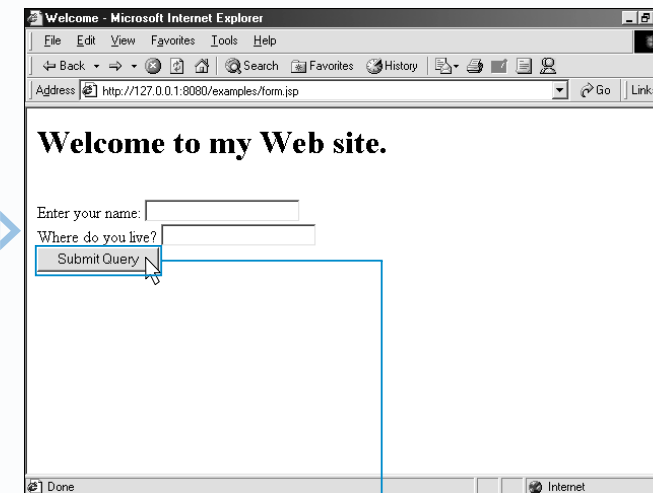 Welcome - Microsoft Internet Explorer
File Edit View Favorites Tools Help
Back Search Favorites History
Address http://127.0.0.1:8080/examples/form.jsp Go Link
Welcome to my Web site.
Enter your name:
Where do you live?
Submit Query
Done Internet